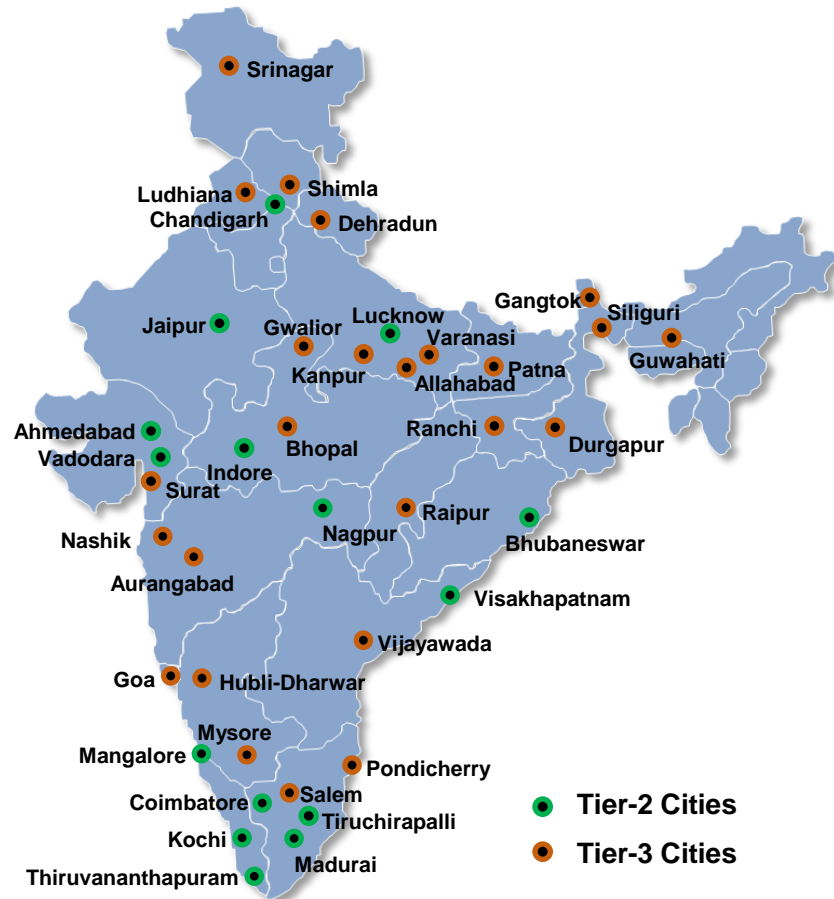 Srinagar
Shimla
Ludhiana
Chandigarh
Dehradun
Gangtok
Siliguri
Lucknow
Jaipur
Gwalior
Varanasi
Guwahati
Kanpur
Allahabad
Patna
Ahmedabad
Ranchi
Bhopal
Durgapur
Vadodara
Indore
Surat
Raipur
Nagpur
Nashik
Bhubaneswar
Aurangabad
Visakhapatnam
Vijayawada
Goa
Hubli-Dharwar
Mysore
Mangalore
Pondicherry
Salem
Coimbatore
Tier-2 Cities
Tiruchirapalli
Kochi
Tier-3 Cities
Madurai
Thiruvananthapuram